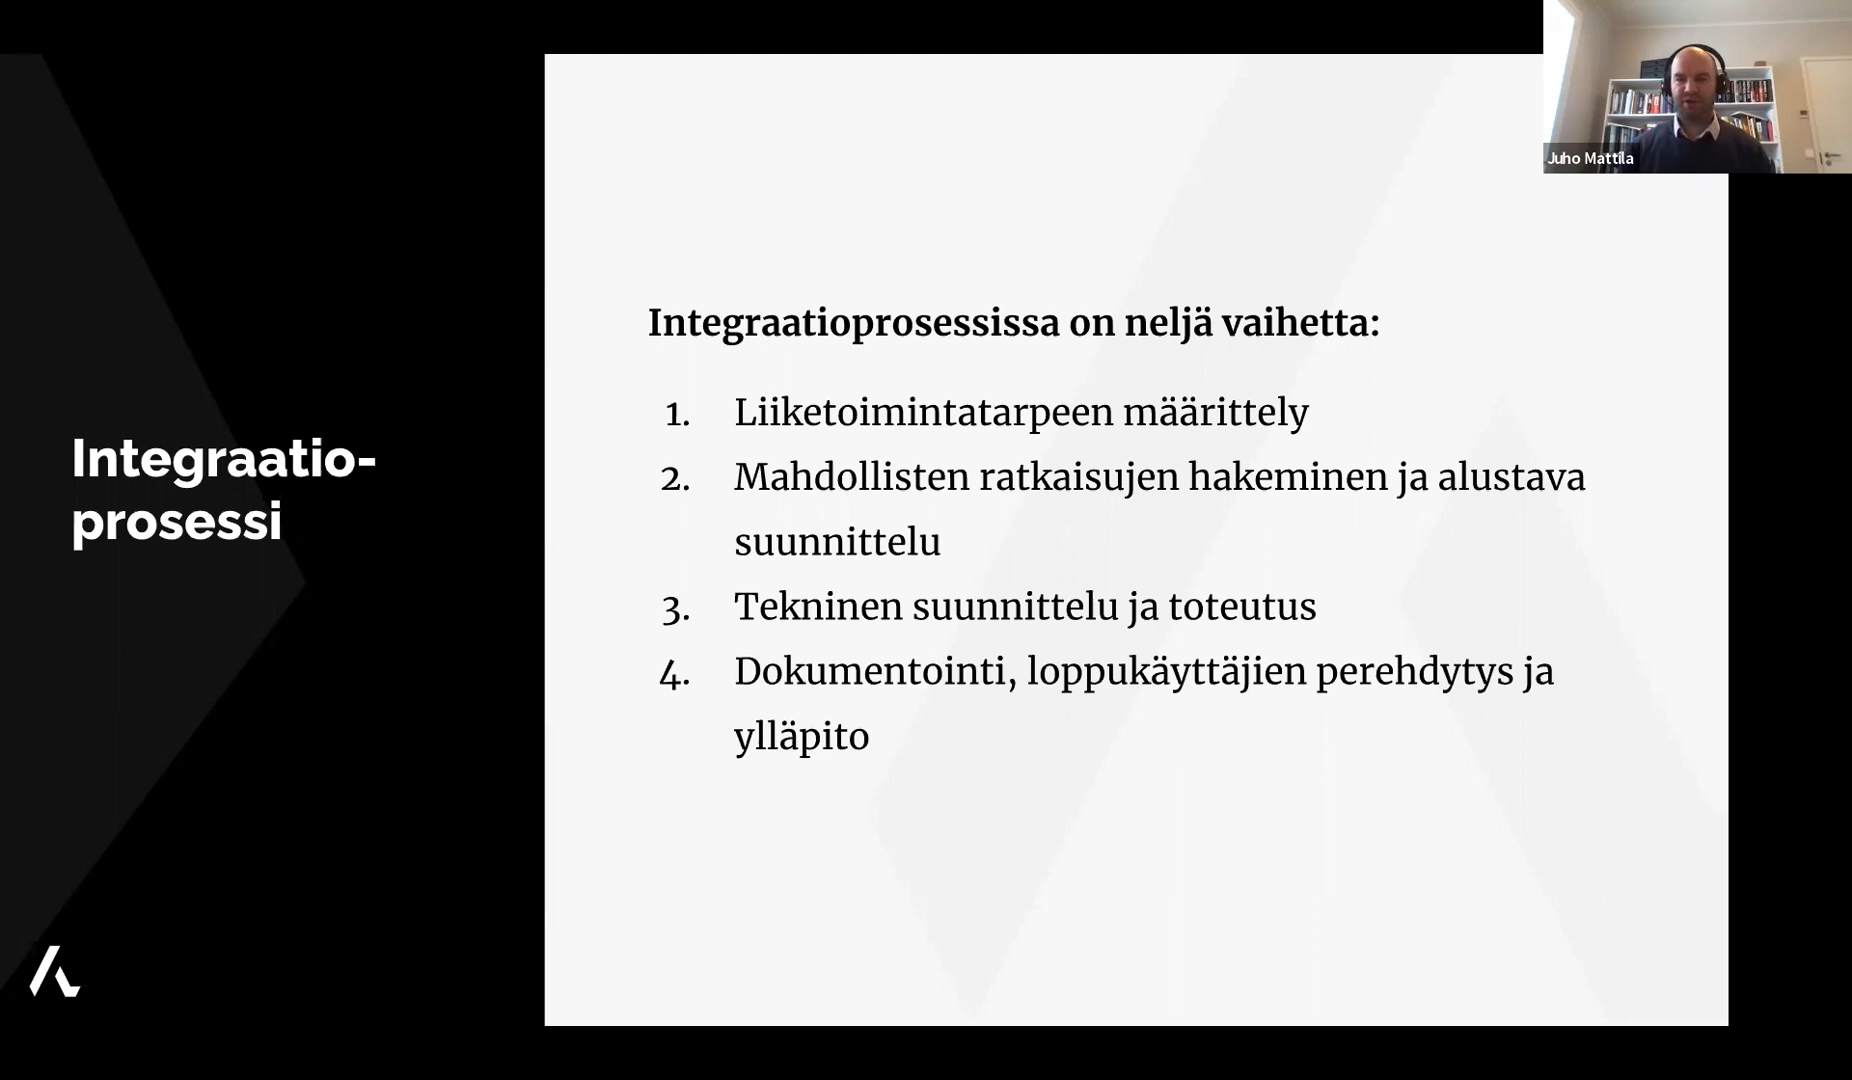 Integraatio-
prosessi
Integraatioprosessissa on neljä vaihetta:
1. Liiketoimintatarpeen määrittely
2. Mahdollisten ratkaisujen hakeminen ja alustava
suunnittelu
3. Tekninen suunnittelu ja toteutus
4. Dokumentointi, loppukäyttäjien perehdytys ja
ylläpito
Juho Mattila